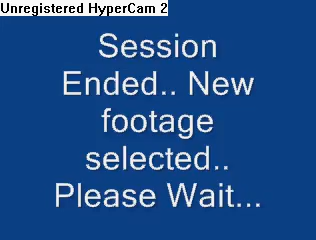 Unregistered HyperCam 2
Session
Ended.. New
footage
selected..
Please Wait...